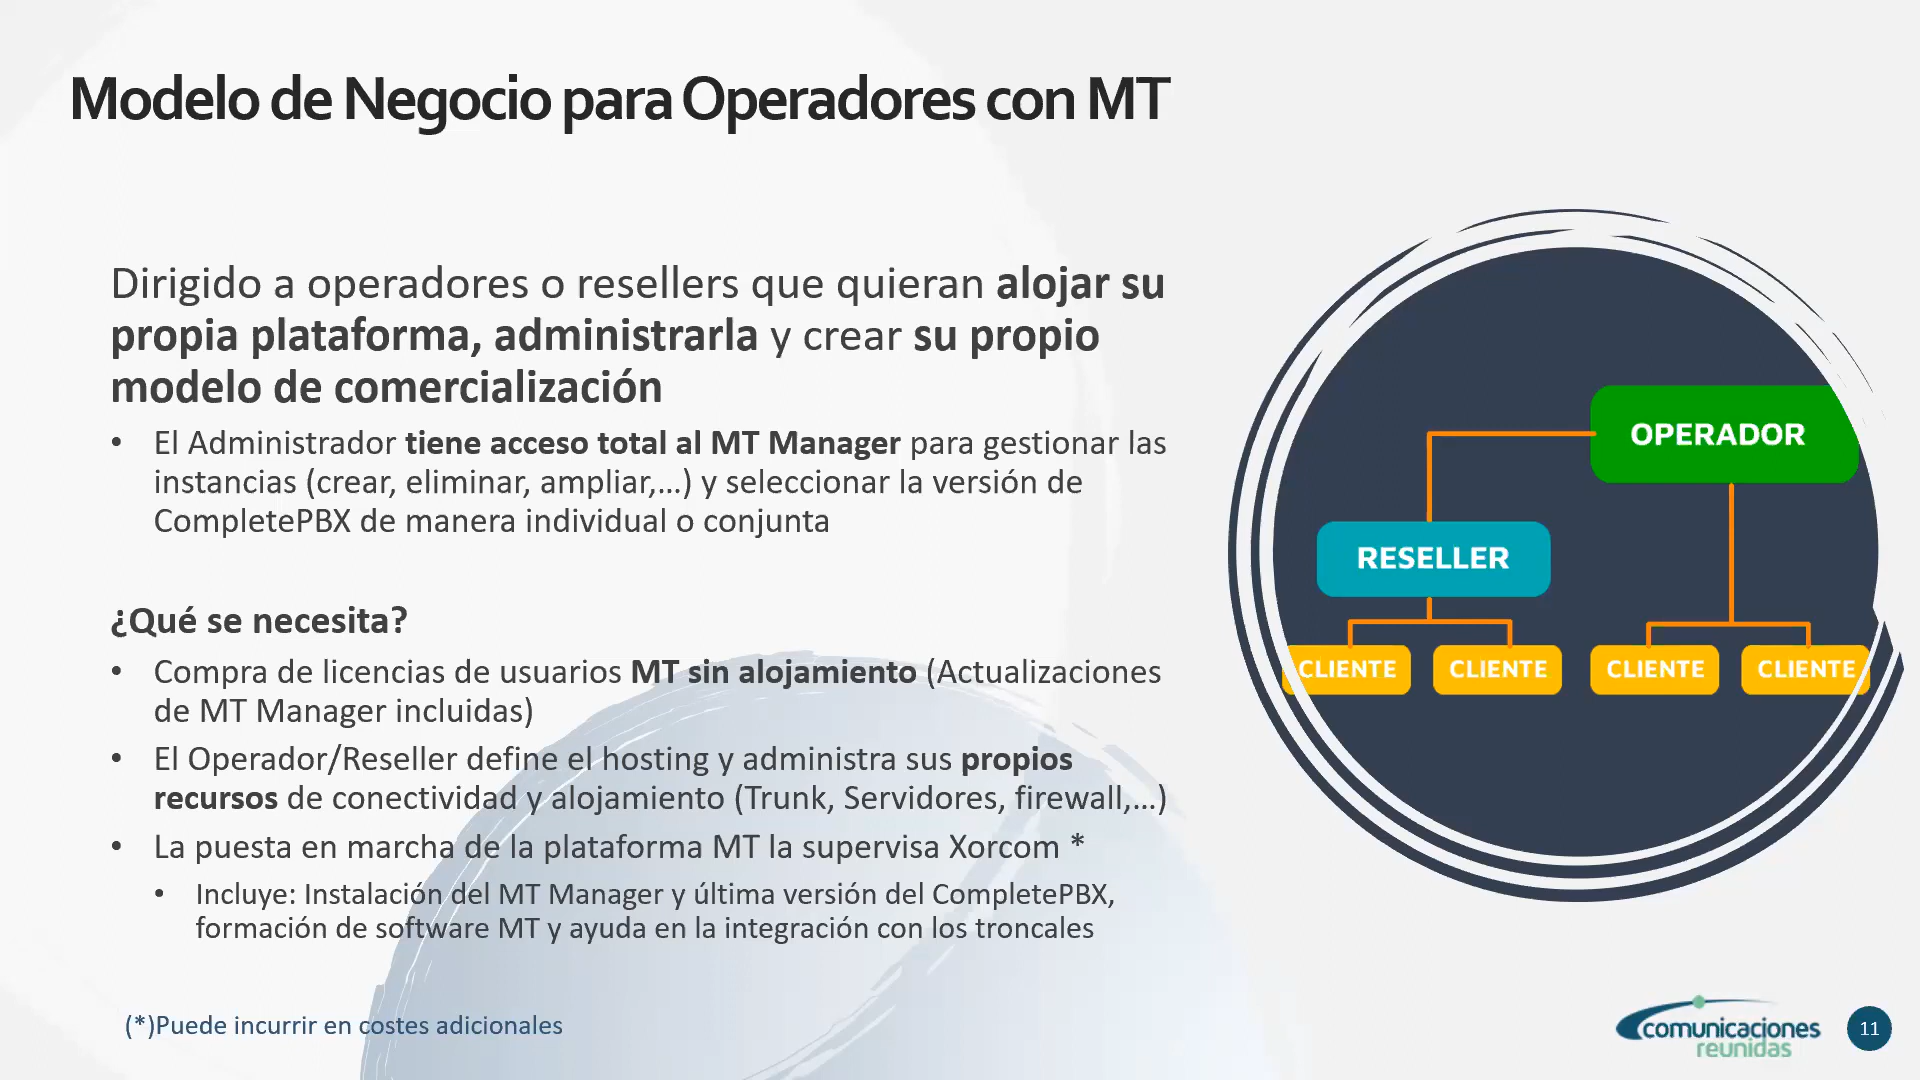 Modelo de Negocio para Operadores con MT
Dirigido a operadores o resellers que quieran alojar su
propia plataforma, administrarla y crear su propio
modelo de comercialización
• El Administrador tiene acceso total al MT Manager para gestionar las
instancias (crear, eliminar, ampliar,...) y seleccionar la versión de
CompletePBX de manera individual o conjunta
¿Qué se necesita?
• Compra de licencias de usuarios MT sin alojamiento (Actualizaciones
de MT Manager incluidas)
• El Operador/Reseller define el hosting y administra sus propios
recursos de conectividad y alojamiento (Trunk, Servidores, firewall,...)
• La puesta en marcha de la plataforma MT la supervisa Xorcom *
• Incluye: Instalación del MT Manager y última versión del CompletePBX,
formación de software MT y ayuda en la integración con los troncales
(*)Puede incurrir en costes adicionales
OPERADOR
RESELLER
CLIENTE CLIENTE CLIENTE CLIENTE
comunicaciones
reunidas
11